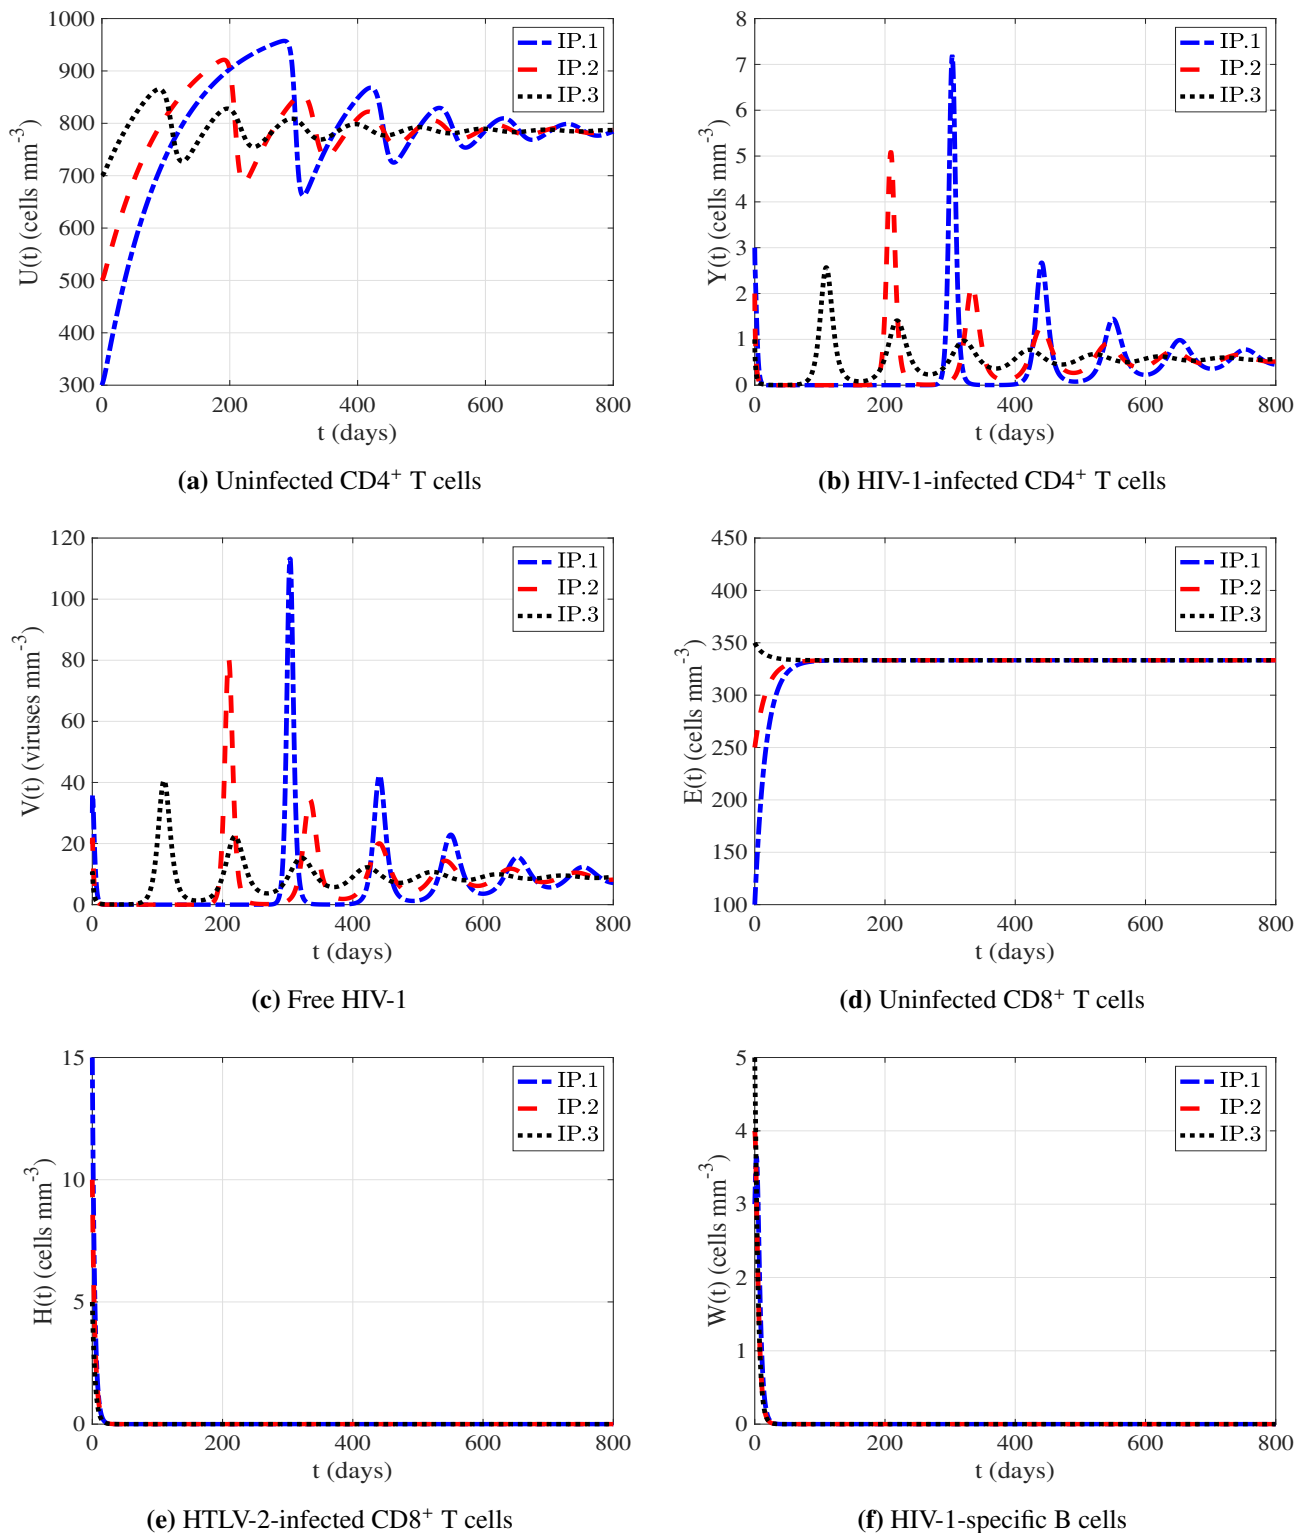 1000
900
800
700
600
500
400
300
U(t) (cells mm-3)
IP.1
IP.2
IP.3
0 200 400 600 800
t (days)
(a) Uninfected CD4+ T cells
8
7
6
5
4
3
2
1
0
Y(t) (cells mm-3)
IP.1
IP.2
IP.3
0 200 400 600 800
t (days)
(b) HIV-1-infected CD4+ T cells
120
100
80
60
40
20
0
V(t) (viruses mm-3)
IP.1
IP.2
IP.3
0 200 400 600 800
t (days)
(c) Free HIV-1
450
400
350
300
250
200
150
100
E(t) (cells mm-3)
IP.1
IP.2
IP.3
0 200 400 600 800
t (days)
(d) Uninfected CD8+ T cells
15
10
5
0
H(t) (cells mm-3)
IP.1
IP.2
IP.3
0 200 400 600 800
t (days)
(e) HTLV-2-infected CD8+ T cells
5
4
3
2
1
0
W(t) (cells mm-3)
IP.1
IP.2
IP.3
0 200 400 600 800
t (days)
(f) HIV-1-specific B cells